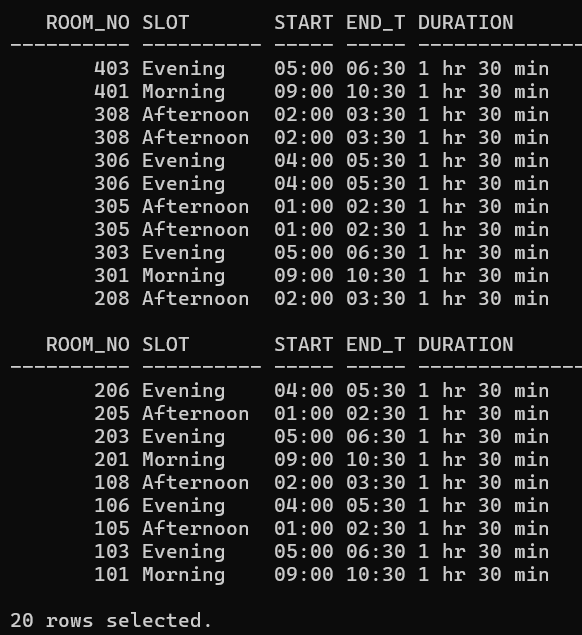 ROOM_NO SLOT START END_T DURATION
---------- ---------- ----- ----- --------------
403 Evening 05:00 06:30 1 hr 30 min
401 Morning 09:00 10:30 1 hr 30 min
308 Afternoon 02:00 03:30 1 hr 30 min
308 Afternoon 02:00 03:30 1 hr 30 min
306 Evening 04:00 05:30 1 hr 30 min
306 Evening 04:00 05:30 1 hr 30 min
305 Afternoon 01:00 02:30 1 hr 30 min
305 Afternoon 01:00 02:30 1 hr 30 min
303 Evening 05:00 06:30 1 hr 30 min
301 Morning 09:00 10:30 1 hr 30 min
208 Afternoon 02:00 03:30 1 hr 30 min
ROOM_NO SLOT START END_T DURATION
---------- ---------- ----- ----- --------------
206 Evening 04:00 05:30 1 hr 30 min
205 Afternoon 01:00 02:30 1 hr 30 min
203 Evening 05:00 06:30 1 hr 30 min
201 Morning 09:00 10:30 1 hr 30 min
108 Afternoon 02:00 03:30 1 hr 30 min
106 Evening 04:00 05:30 1 hr 30 min
105 Afternoon 01:00 02:30 1 hr 30 min
103 Evening 05:00 06:30 1 hr 30 min
101 Morning 09:00 10:30 1 hr 30 min
20 rows selected.